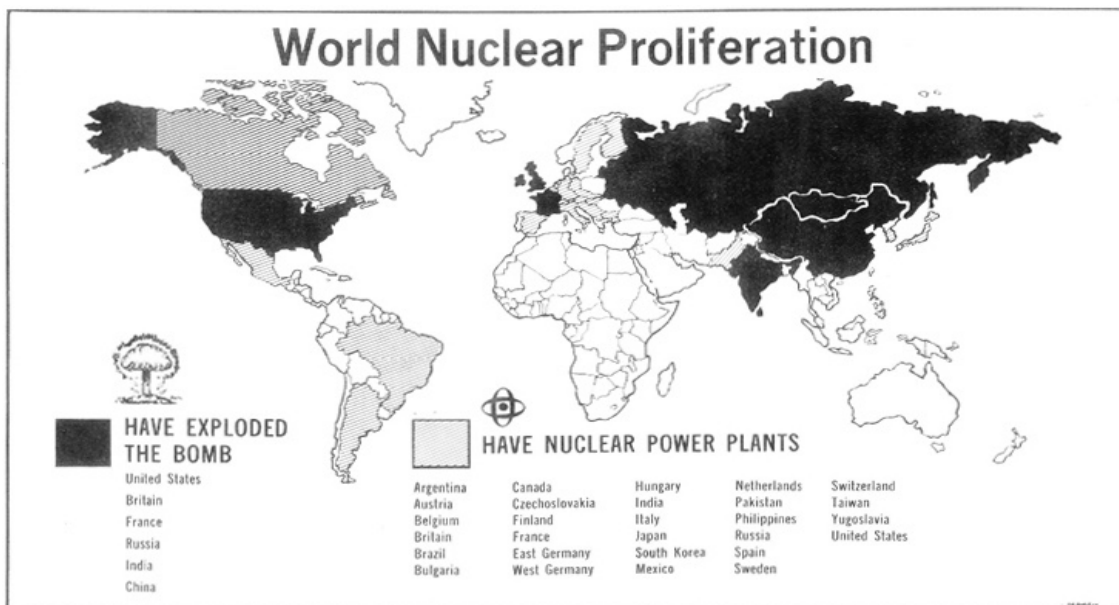 World Nuclear Proliferation
HAVE EXPLODED
THE BOMB
United States
Britain
France
Russia
India
China
HAVE NUCLEAR POWER PLANTS
Argentina
Austria
Belgium
Britain
Brazil
Bulgaria
Canada
Czechoslovakia
Finland
France
East Germany
West Germany
Hungary
India
Italy
Japan
South Korea
Mexico
Netherlands
Pakistan
Philippines
Russia
Spain
Sweden
Switzerland
Taiwan
Yugoslavia
United States